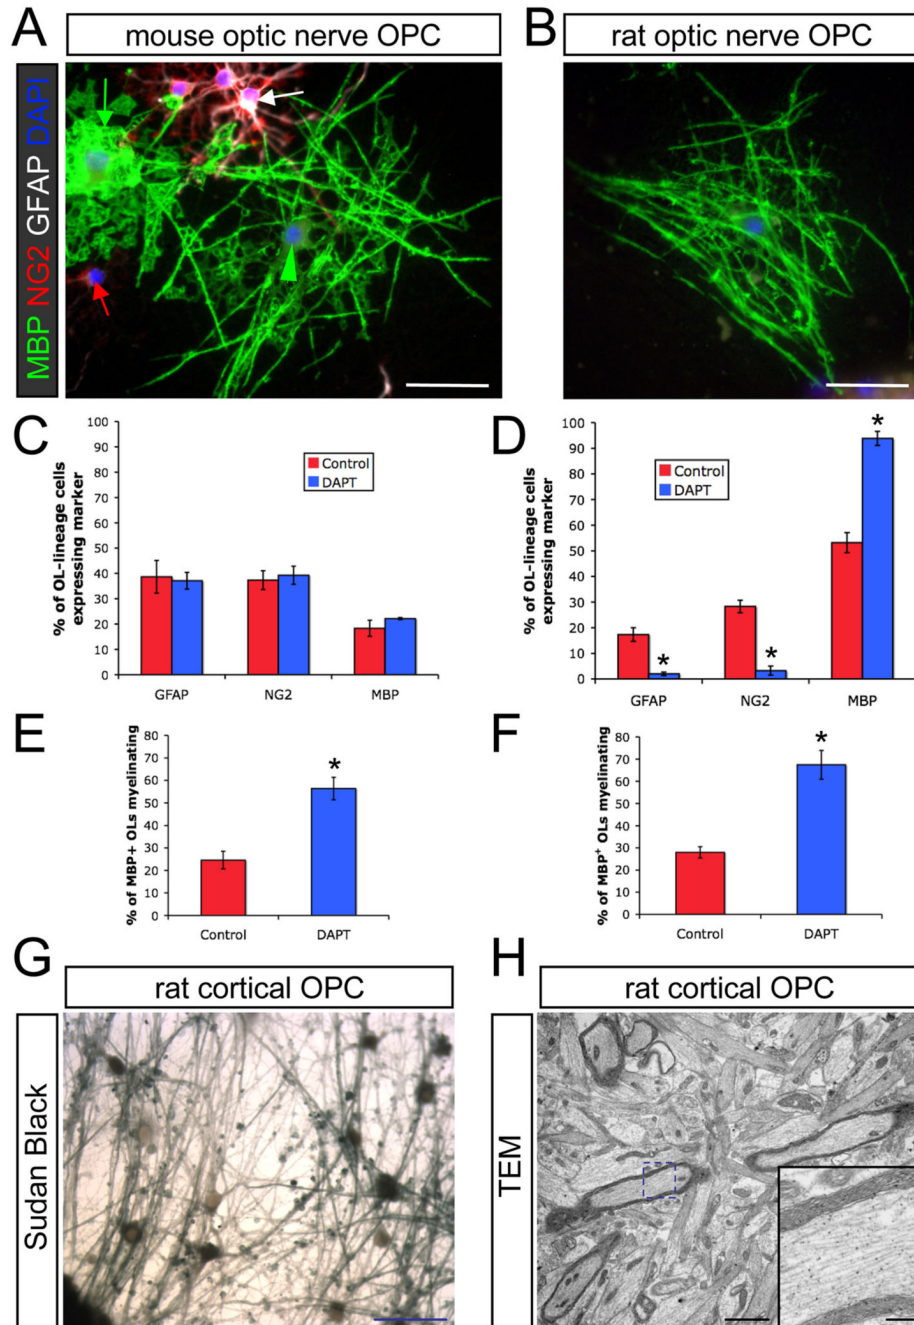 A
mouse optic nerve OPC
B
rat optic nerve OPC
MBP NG2 GFAP DAPI
C
% of OL-lineage cells
expressing marker
100
90
80
70
60
50
40
30
20
10
0
Control
DAPT
GFAP
NG2
MBP
D
% of OL-lineage cells
expressing marker
100
90
80
70
60
50
40
30
20
10
0
Control
DAPT
*
*
*
GFAP
NG2
MBP
E
% of MBP+ OLs myelinating
80
70
60
50
40
30
20
10
0
*
Control
DAPT
F
% of MBP⁺ OLs myelinating
80
70
60
50
40
30
20
10
0
*
Control
DAPT
G
rat cortical OPC
Sudan Black
H
rat cortical OPC
TEM